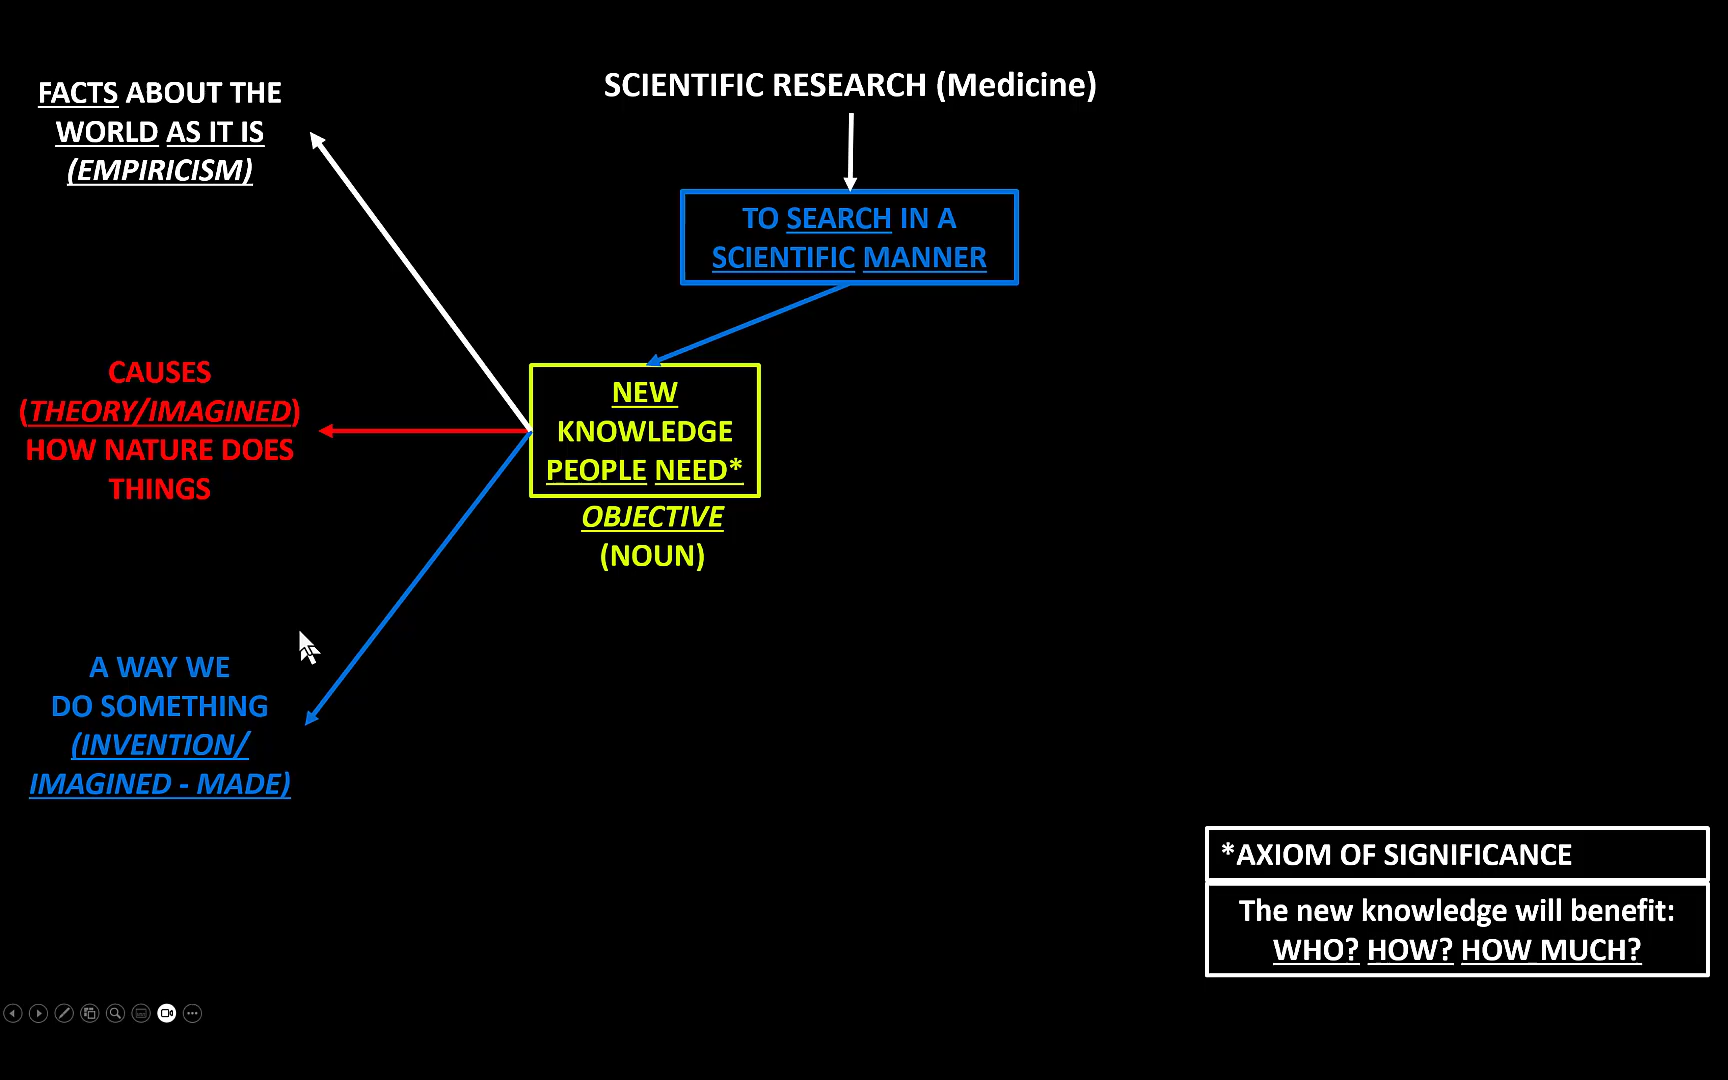 SCIENTIFIC RESEARCH (Medicine)
TO SEARCH IN A
SCIENTIFIC MANNER
NEW
KNOWLEDGE
PEOPLE NEED*
OBJECTIVE
(NOUN)
FACTS ABOUT THE
WORLD AS IT IS
(EMPIRICISM)
CAUSES
(THEORY/IMAGINED)
HOW NATURE DOES
THINGS
A WAY WE
DO SOMETHING
(INVENTION/
IMAGINED - MADE)
*AXIOM OF SIGNIFICANCE
The new knowledge will benefit:
WHO? HOW? HOW MUCH?